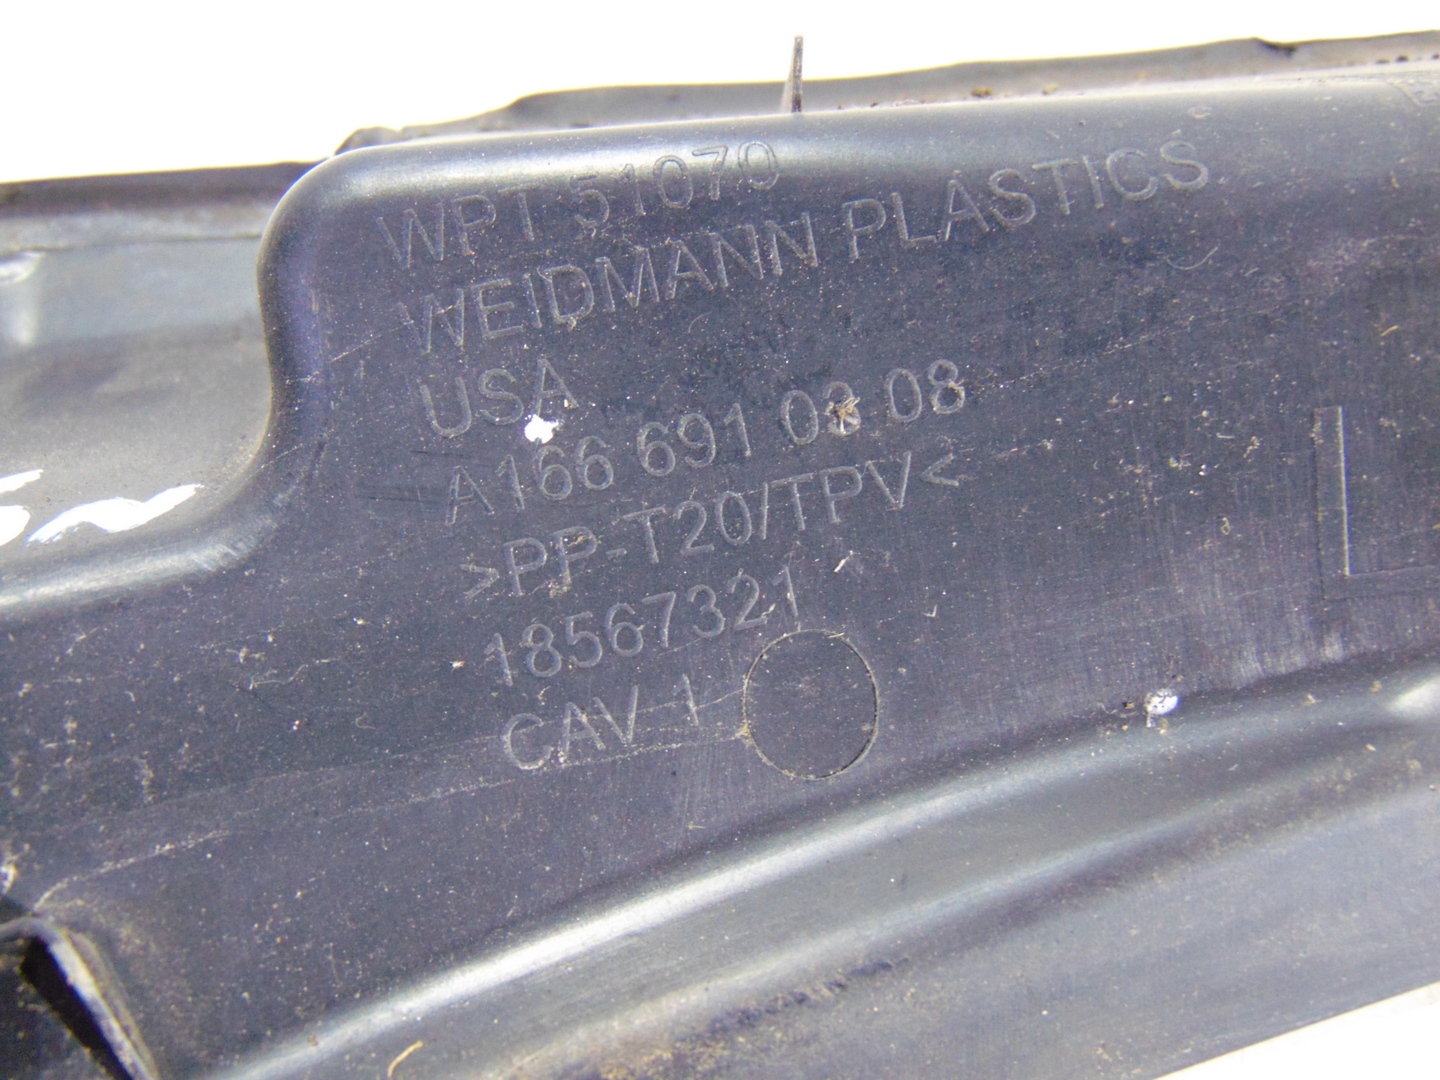 WPT 51070
WEIDMANN PLASTICS
USA
A166 691 03 08
>PP-T20/TPV<
18567321
CAV 1